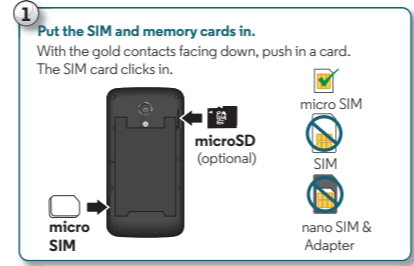 1
Put the SIM and memory cards in.
With the gold contacts facing down, push in a card.
The SIM card clicks in.
micro SIM
microSD
(optional)
SIM
micro
SIM
nano SIM &
Adapter